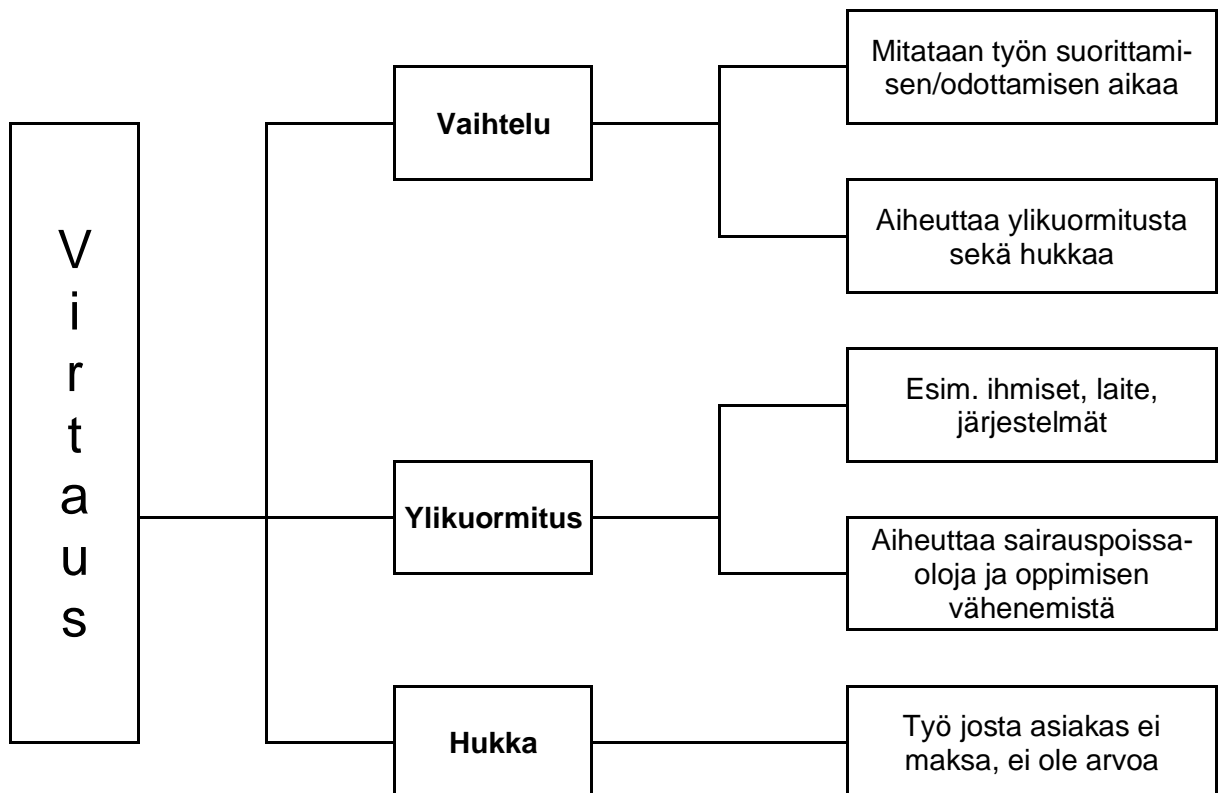 Virtaus
Vaihtelu
Mitataan työn suorittami-
sen/odottamisen aikaa
Aiheuttaa ylikuormitusta
sekä hukkaa
Ylikuormitus
Esim. ihmiset, laite,
järjestelmät
Aiheuttaa sairauspoissa-
oloja ja oppimisen
vähenemistä
Hukka
Työ josta asiakas ei
maksa, ei ole arvoa